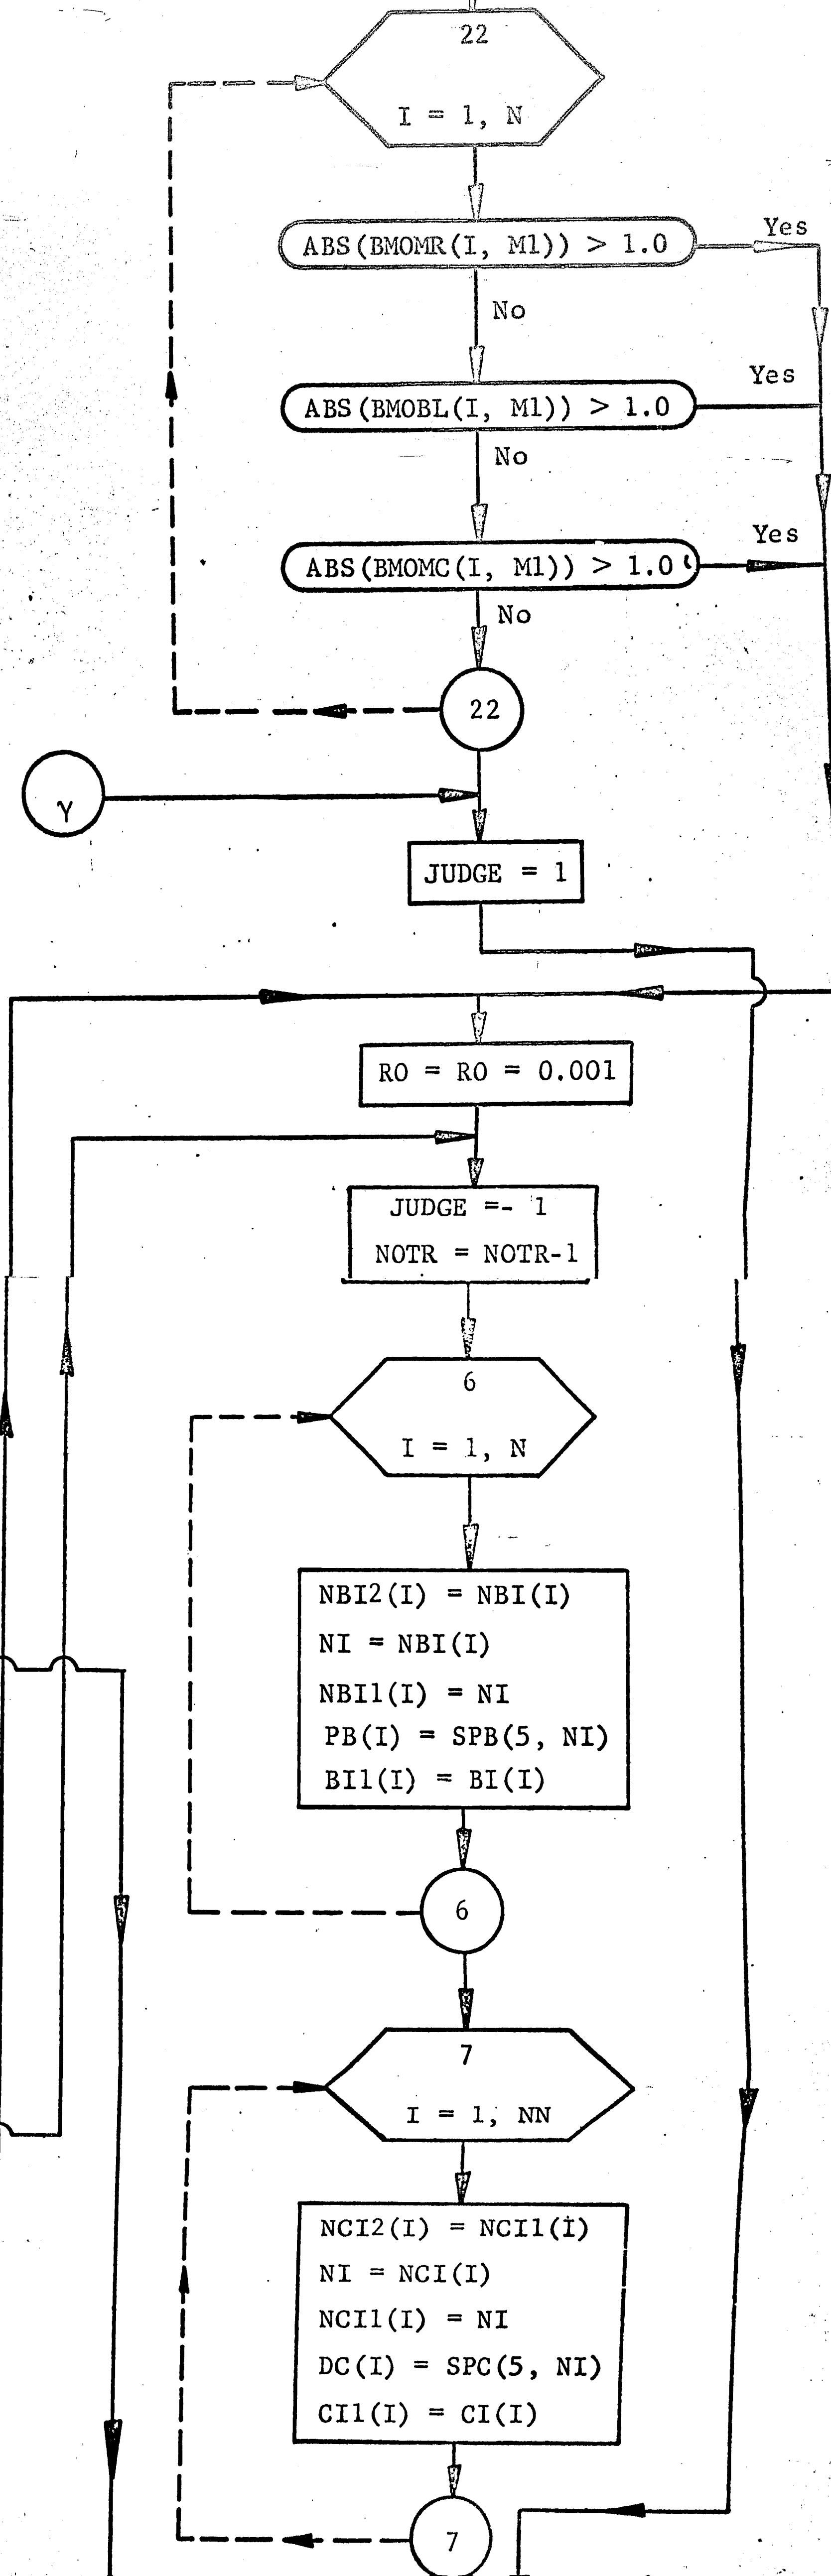 22
I = 1, N
ABS(BMOMR(I, M1)) > 1.0
Yes
No
ABS(BMOBL(I, M1)) > 1.0
Yes
No
ABS(BMOMC(I, M1)) > 1.0
Yes
No
22
γ
JUDGE = 1
RO = RO = 0.001
JUDGE =- 1
NOTR = NOTR-1
6
I = 1, N
NBI2(I) = NBI(I)
NI = NBI(I)
NBI1(I) = NI
PB(I) = SPB(5, NI)
BI1(I) = BI(I)
6
7
I = 1, NN
NCI2(I) = NCI1(I)
NI = NCI(I)
NCI1(I) = NI
DC(I) = SPC(5, NI)
CI1(I) = CI(I)
7